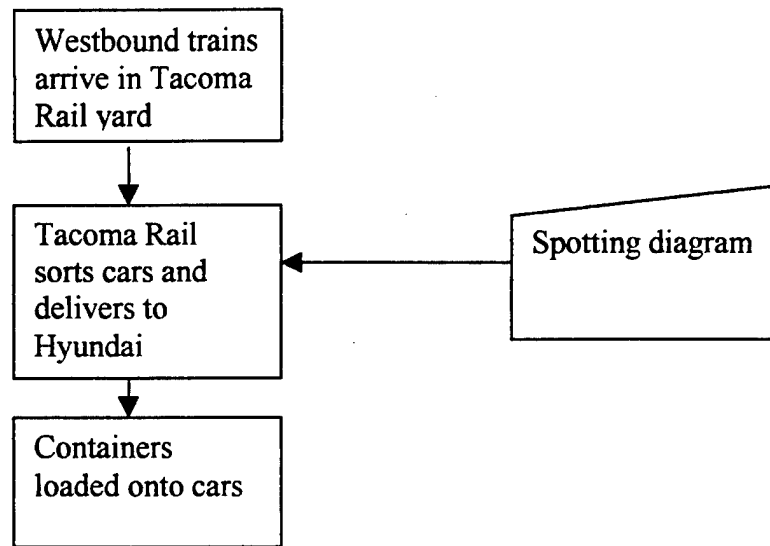 Westbound trains
arrive in Tacoma
Rail yard
Tacoma Rail
sorts cars and
delivers to
Hyundai
Spotting diagram
Containers
loaded onto cars